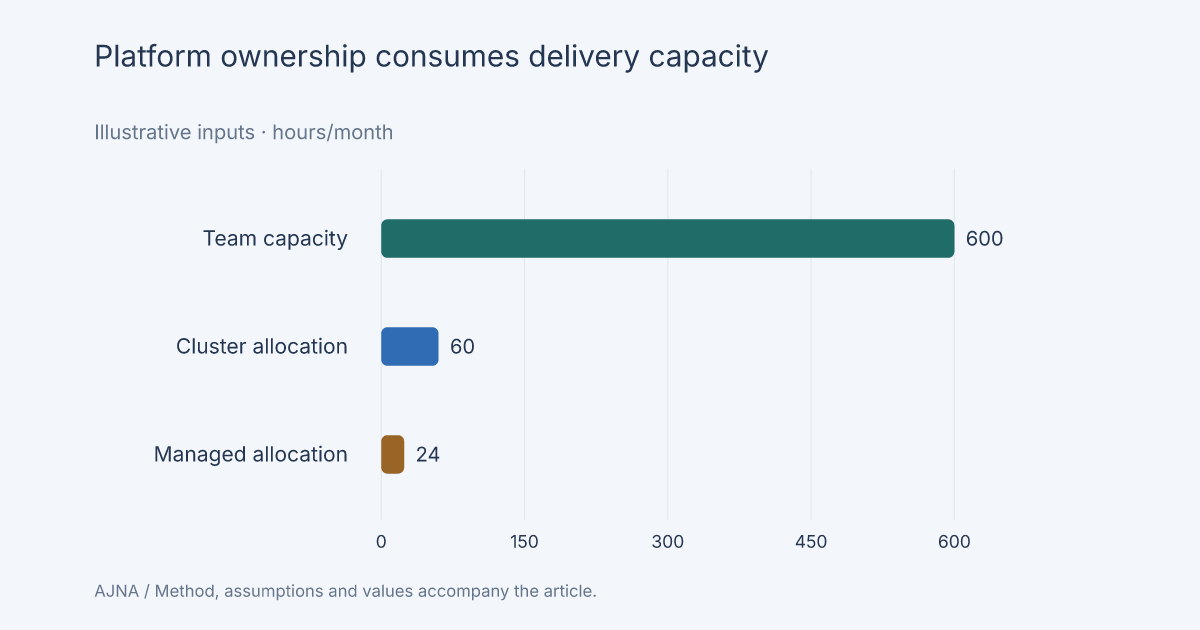 Platform ownership consumes delivery capacity
Illustrative inputs · hours/month
Team capacity 600
Cluster allocation 60
Managed allocation 24
0 150 300 450 600
AJNA / Method, assumptions and values accompany the article.